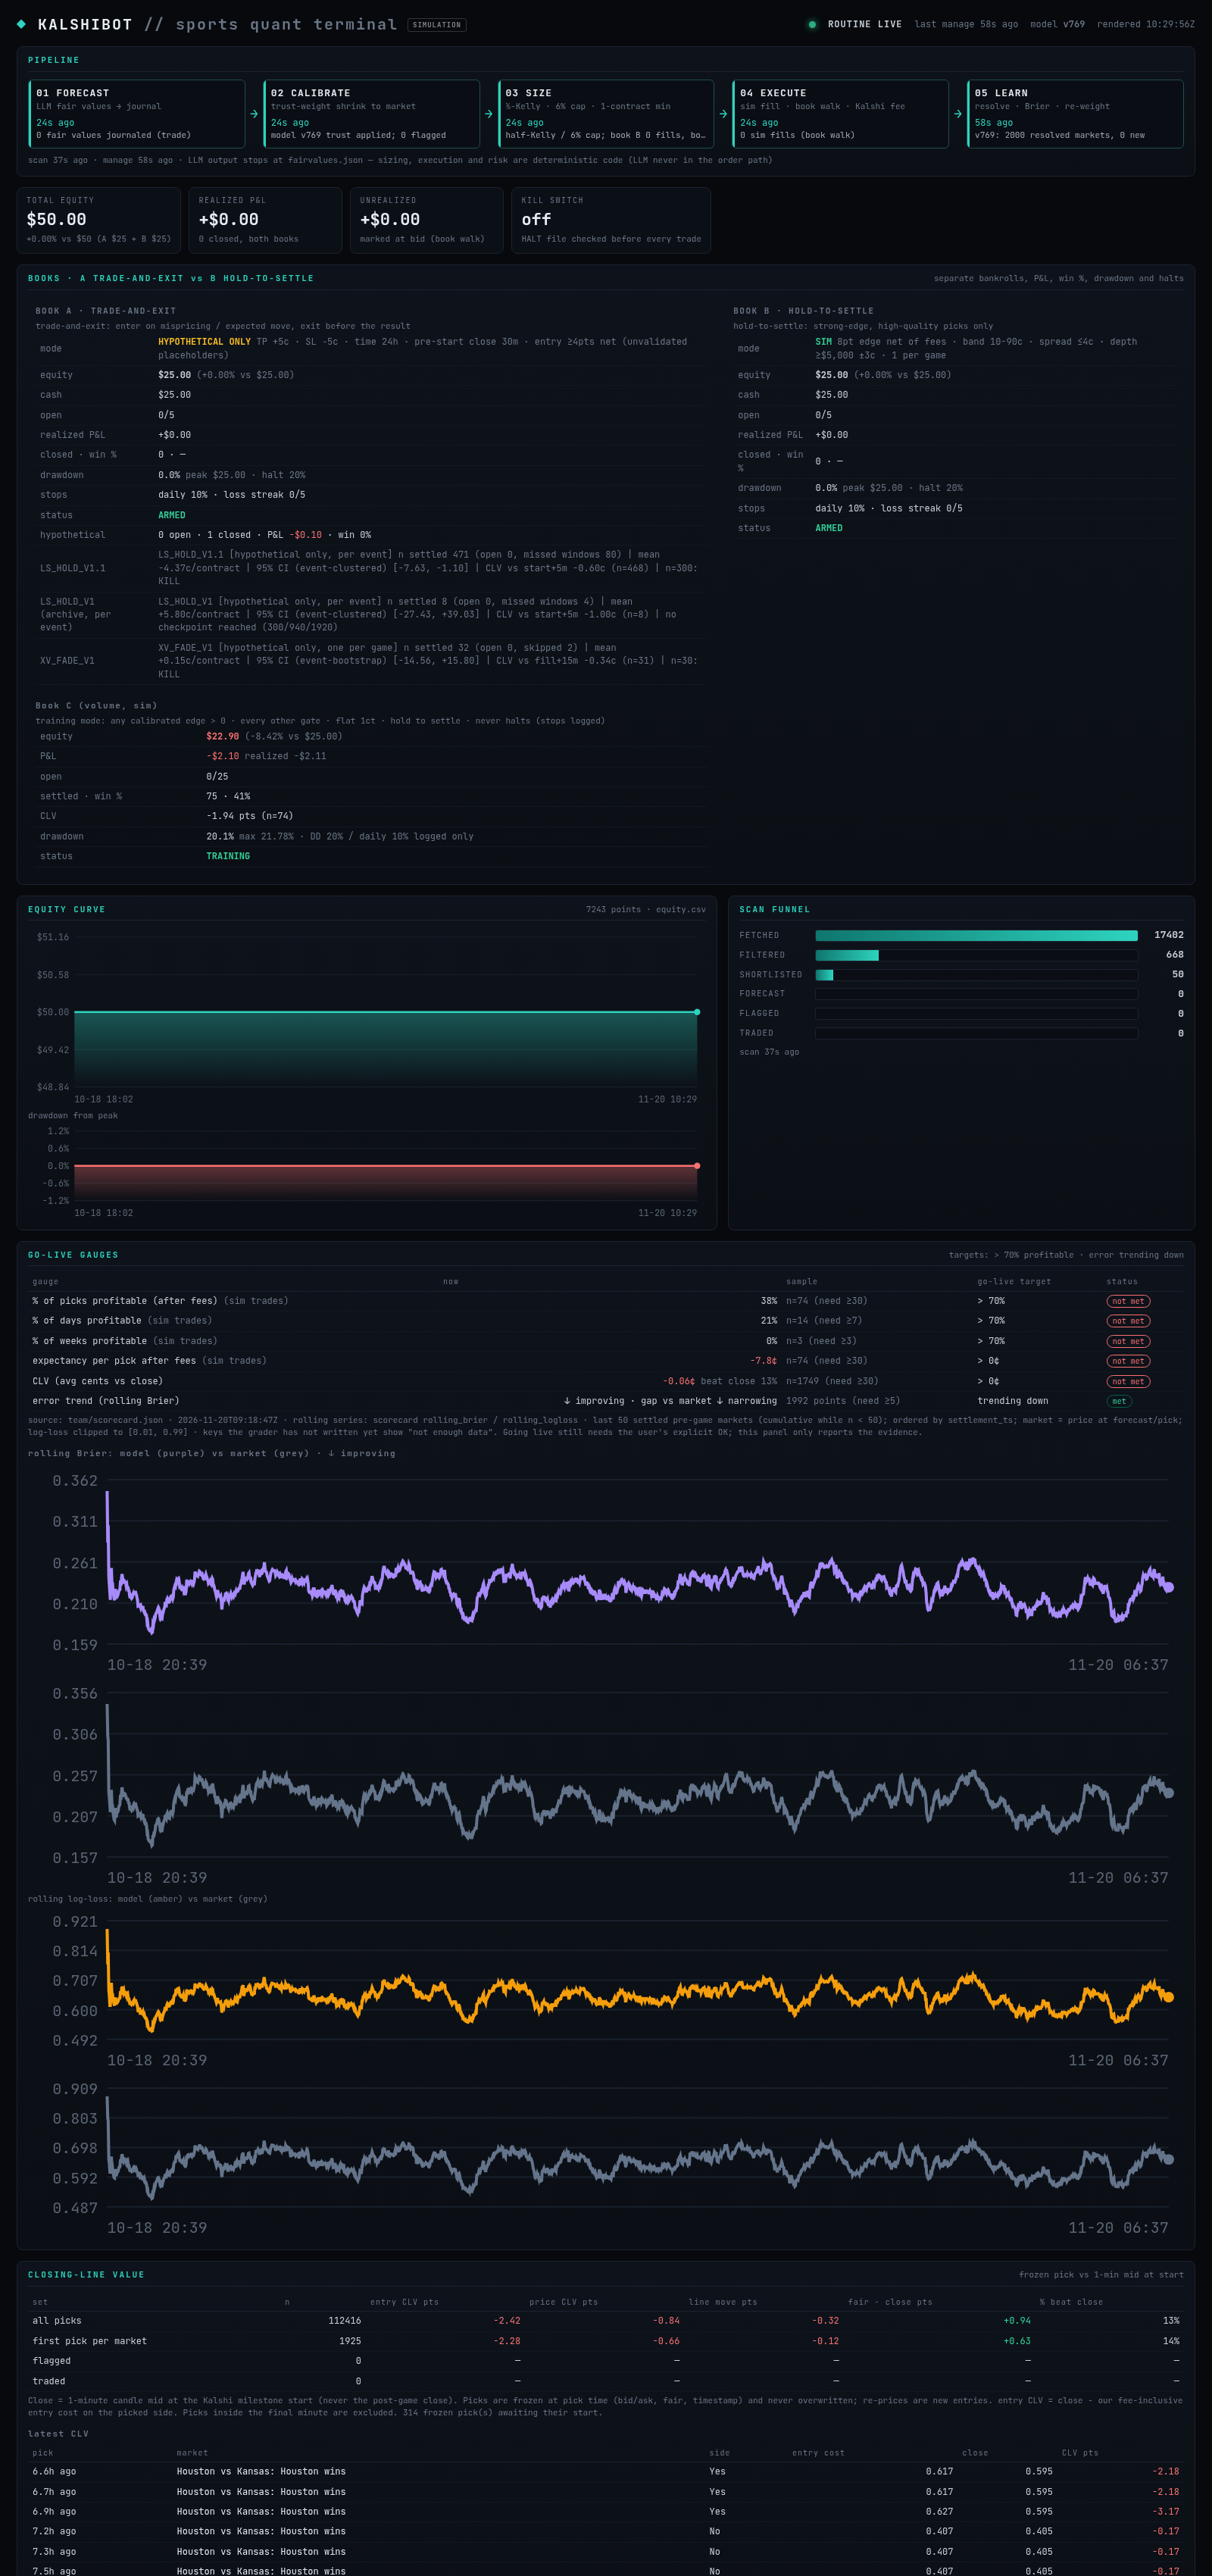 ◆ KALSHIBOT // sports quant terminal SIMULATION
ROUTINE LIVE last manage 58s ago model v769 rendered 10:29:56Z
PIPELINE
01 FORECAST
LLM fair values → journal
24s ago
0 fair values journaled (trade)
→
02 CALIBRATE
trust-weight shrink to market
24s ago
model v769 trust applied; 0 flagged
→
03 SIZE
½-Kelly · 6% cap · 1-contract min
24s ago
half-Kelly / 6% cap; book B 0 fills, bo…
→
04 EXECUTE
sim fill · book walk · Kalshi fee
24s ago
0 sim fills (book walk)
→
05 LEARN
resolve · Brier · re-weight
58s ago
v769: 2000 resolved markets, 0 new
scan 37s ago · manage 58s ago · LLM output stops at fairvalues.json — sizing, execution and risk are deterministic code (LLM never in the order path)
TOTAL EQUITY
$50.00
+0.00% vs $50 (A $25 + B $25)
REALIZED P&L
+$0.00
0 closed, both books
UNREALIZED
+$0.00
marked at bid (book walk)
KILL SWITCH
off
HALT file checked before every trade
BOOKS · A TRADE-AND-EXIT vs B HOLD-TO-SETTLE
separate bankrolls, P&L, win %, drawdown and halts
BOOK A · TRADE-AND-EXIT
trade-and-exit: enter on mispricing / expected move, exit before the result
mode HYPOTHETICAL ONLY TP +5c · SL -5c · time 24h · pre-start close 30m · entry ≥4pts net (unvalidated
placeholders)
equity $25.00 (+0.00% vs $25.00)
cash $25.00
open 0/5
realized P&L +$0.00
closed · win % 0 · —
drawdown 0.0% peak $25.00 · halt 20%
stops daily 10% · loss streak 0/5
status ARMED
hypothetical 0 open · 1 closed · P&L -$0.10 · win 0%
LS_HOLD_V1.1 LS_HOLD_V1.1 [hypothetical only, per event] n settled 471 (open 0, missed windows 80) | mean
-4.37c/contract | 95% CI (event-clustered) [-7.63, -1.10] | CLV vs start+5m -0.60c (n=468) | n=300:
KILL
LS_HOLD_V1 (archive, per event) LS_HOLD_V1 [hypothetical only, per event] n settled 8 (open 0, missed windows 4) | mean
+5.80c/contract | 95% CI (event-clustered) [-27.43, +39.03] | CLV vs start+5m -1.00c (n=8) | no
checkpoint reached (300/940/1920)
XV_FADE_V1 XV_FADE_V1 [hypothetical only, one per game] n settled 32 (open 0, skipped 2) | mean
+0.15c/contract | 95% CI (event-bootstrap) [-14.56, +15.80] | CLV vs fill+15m -0.34c (n=31) | n=30:
KILL
BOOK B · HOLD-TO-SETTLE
hold-to-settle: strong-edge, high-quality picks only
mode SIM 8pt edge net of fees · band 10-90c · spread ≤4c · depth
≥$5,000 ±3c · 1 per game
equity $25.00 (+0.00% vs $25.00)
cash $25.00
open 0/5
realized P&L +$0.00
closed · win % 0 · —
drawdown 0.0% peak $25.00 · halt 20%
stops daily 10% · loss streak 0/5
status ARMED
Book C (volume, sim)
training mode: any calibrated edge > 0 · every other gate · flat 1ct · hold to settle · never halts (stops logged)
equity $22.90 (-8.42% vs $25.00)
P&L -$2.10 realized -$2.11
open 0/25
settled · win % 75 · 41%
CLV -1.94 pts (n=74)
drawdown 20.1% max 21.78% · DD 20% / daily 10% logged only
status TRAINING
EQUITY CURVE
7243 points · equity.csv
$51.16
$50.58
$50.00
$49.42
$48.84
10-18 18:02 11-20 10:29
drawdown from peak
1.2%
0.6%
0.0%
-0.6%
-1.2%
10-18 18:02 11-20 10:29
SCAN FUNNEL
FETCHED 17402
FILTERED 668
SHORTLISTED 50
FORECAST 0
FLAGGED 0
TRADED 0
scan 37s ago
GO-LIVE GAUGES
targets: > 70% profitable · error trending down
gauge now sample go-live target status
% of picks profitable (after fees) (sim trades) 38% n=74 (need ≥30) > 70% not met
% of days profitable (sim trades) 21% n=14 (need ≥7) > 70% not met
% of weeks profitable (sim trades) 0% n=3 (need ≥3) > 70% not met
expectancy per pick after fees (sim trades) -7.8¢ n=74 (need ≥30) > 0¢ not met
CLV (avg cents vs close) -0.06¢ beat close 13% n=1749 (need ≥30) > 0¢ not met
error trend (rolling Brier) ↓ improving · gap vs market ↓ narrowing 1992 points (need ≥5) trending down met
source: team/scorecard.json · 2026-11-20T09:18:47Z · rolling series: scorecard rolling_brier / rolling_logloss · last 50 settled pre-game markets (cumulative while n < 50); ordered by settlement_ts; market = price at forecast/pick;
log-loss clipped to [0.01, 0.99] · keys the grader has not written yet show "not enough data". Going live still needs the user's explicit OK; this panel only reports the evidence.
rolling Brier: model (purple) vs market (grey) · ↓ improving
0.362
0.311
0.261
0.210
0.159
10-18 20:39 11-20 06:37
0.356
0.306
0.257
0.207
0.157
10-18 20:39 11-20 06:37
rolling log-loss: model (amber) vs market (grey)
0.921
0.814
0.707
0.600
0.492
10-18 20:39 11-20 06:37
0.909
0.803
0.698
0.592
0.487
10-18 20:39 11-20 06:37
CLOSING-LINE VALUE
frozen pick vs 1-min mid at start
set n entry CLV pts price CLV pts line move pts fair - close pts % beat close
all picks 112416 -2.42 -0.84 -0.32 +0.94 13%
first pick per market 1925 -2.28 -0.66 -0.12 +0.63 14%
flagged 0 — — — — —
traded 0 — — — — —
Close = 1-minute candle mid at the Kalshi milestone start (never the post-game close). Picks are frozen at pick time (bid/ask, fair, timestamp) and never overwritten; re-prices are new entries. entry CLV = close - our fee-inclusive
entry cost on the picked side. Picks inside the final minute are excluded. 314 frozen pick(s) awaiting their start.
latest CLV
pick market side entry cost close CLV pts
6.6h ago Houston vs Kansas: Houston wins Yes 0.617 0.595 -2.18
6.7h ago Houston vs Kansas: Houston wins Yes 0.617 0.595 -2.18
6.9h ago Houston vs Kansas: Houston wins Yes 0.627 0.595 -3.17
7.2h ago Houston vs Kansas: Houston wins No 0.407 0.405 -0.17
7.3h ago Houston vs Kansas: Houston wins No 0.407 0.405 -0.17
7.5h ago Houston vs Kansas: Houston wins No 0.407 0.405 -0.17